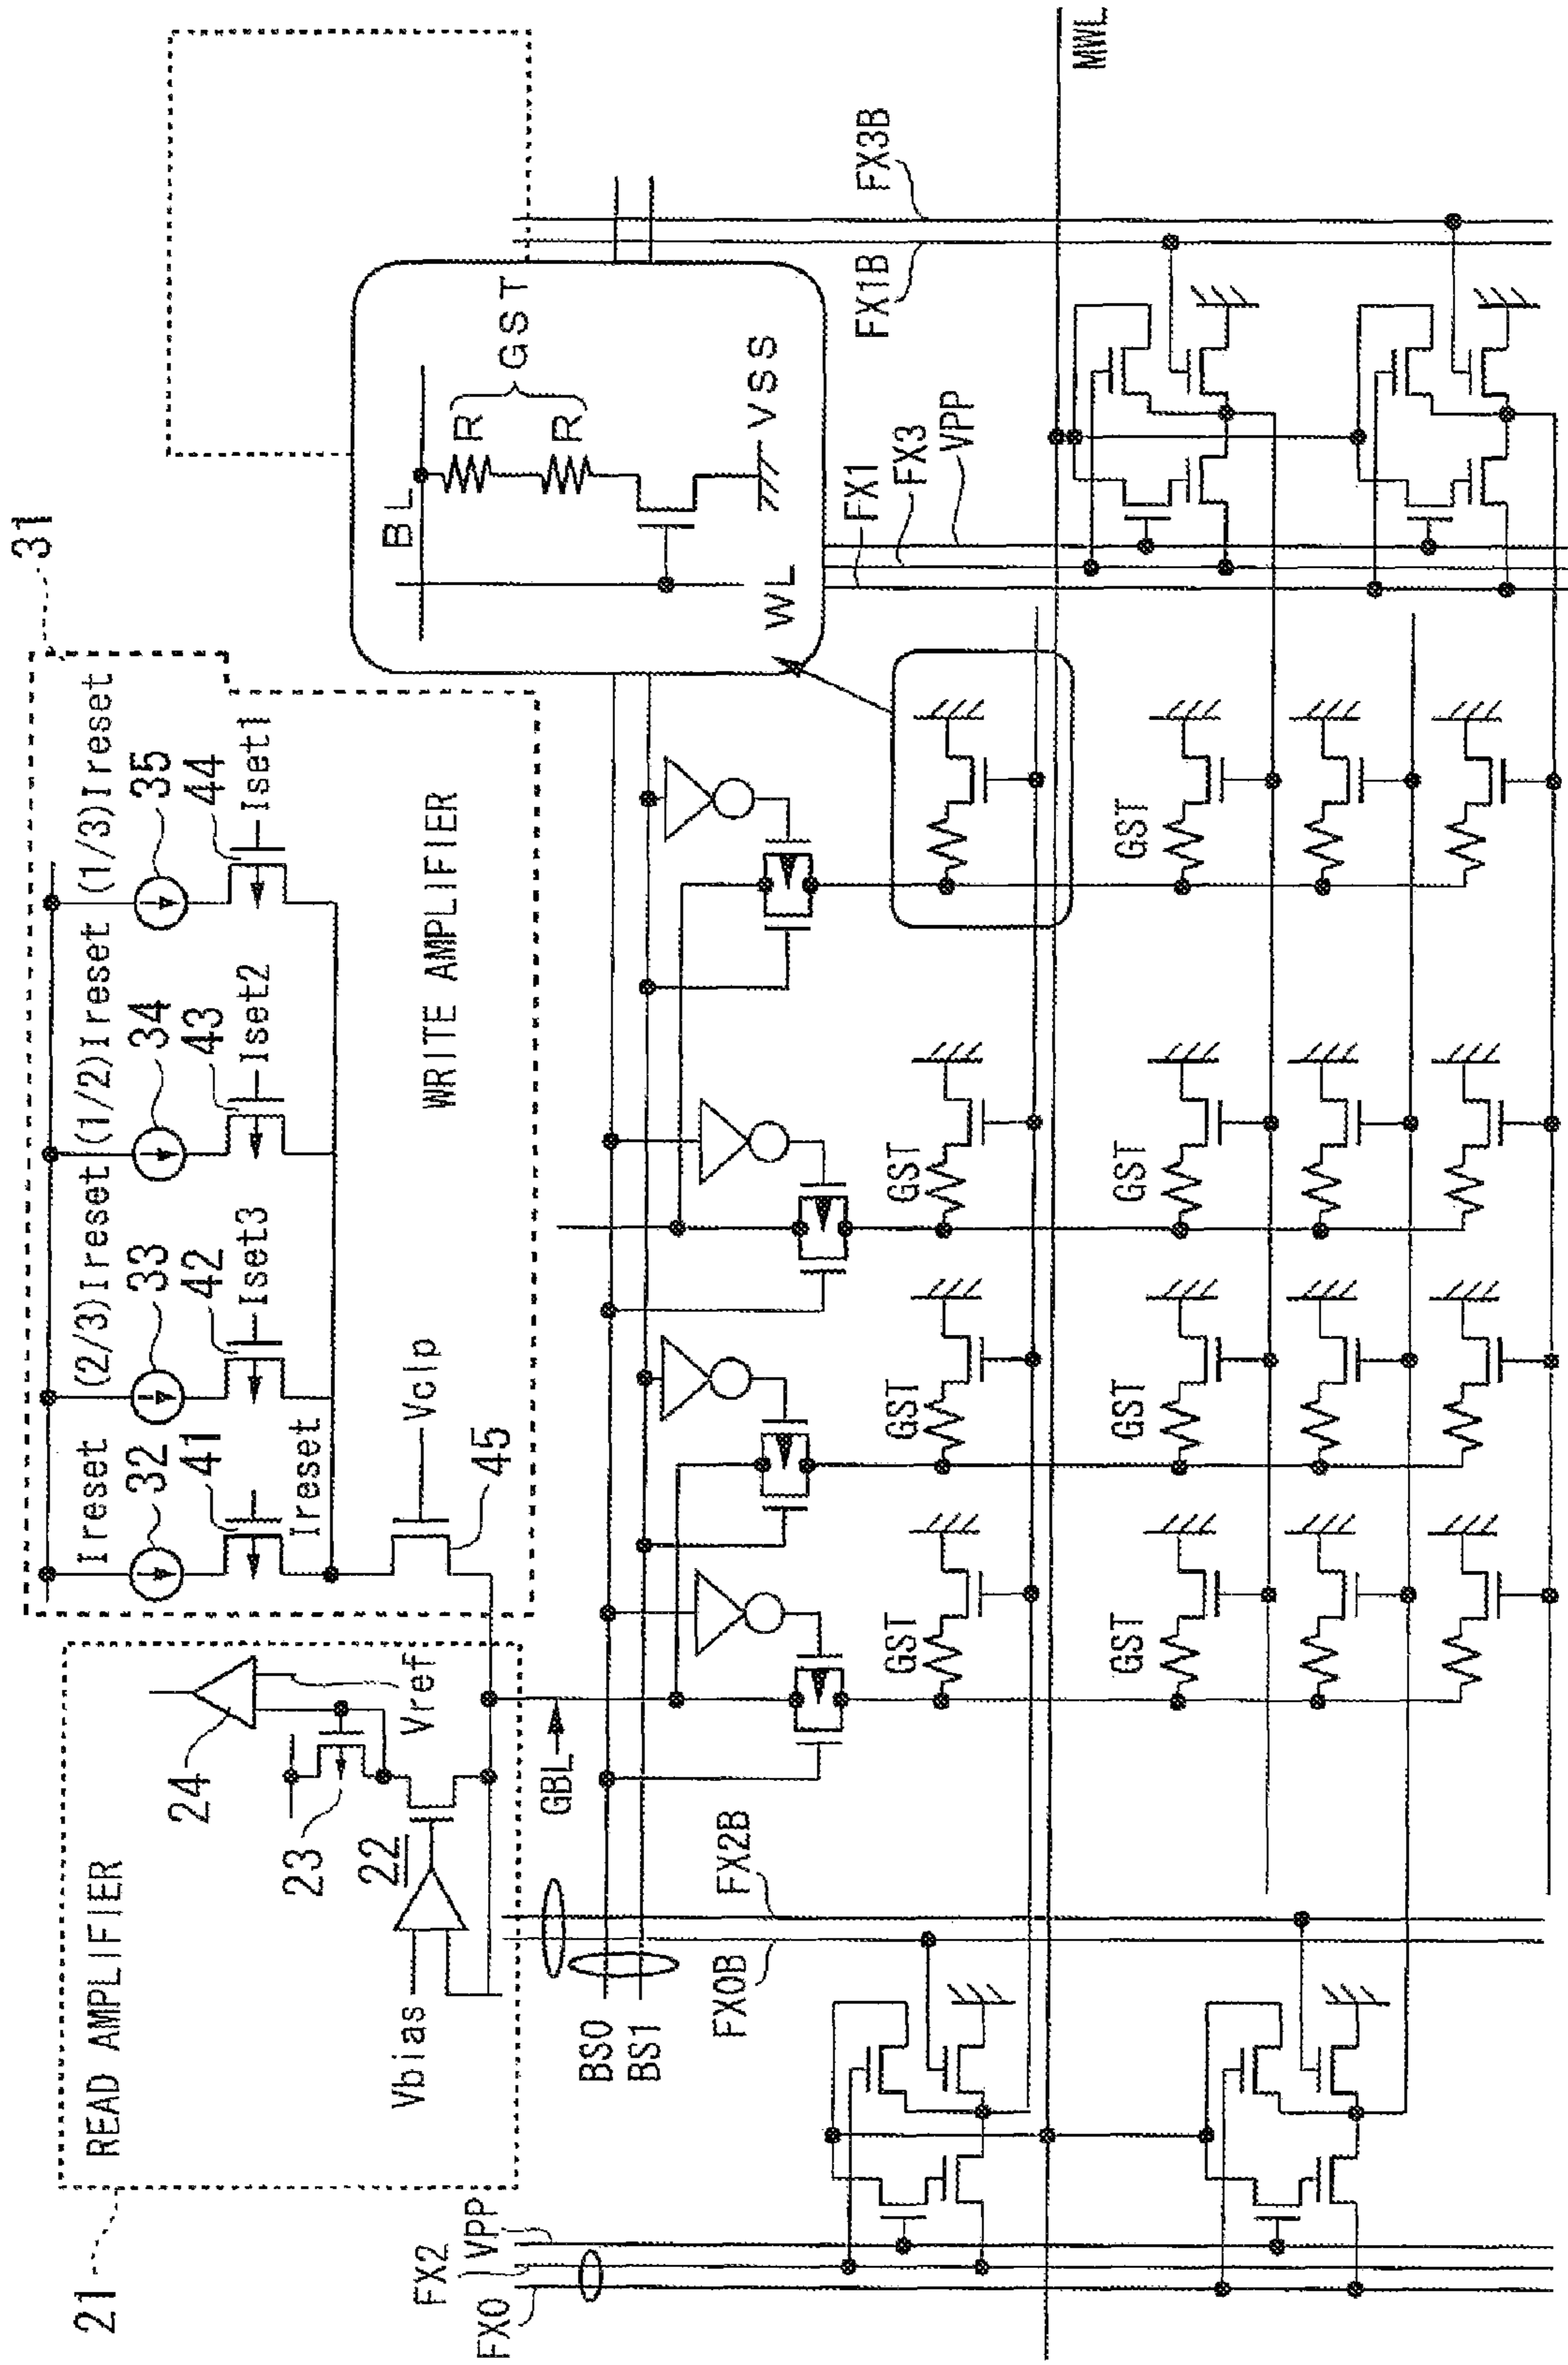 21
READ AMPLIFIER
24
Vref
23
22
Vbias
31
Ireset
(2/3)Ireset
(1/2)Ireset
(1/3)Ireset
32
33
34
35
41
42
43
44
Iset3
Iset2
Iset1
Ireset
Vclp
45
WRITE AMPLIFIER
BL
R
R
GST
WL
VSS
FX2
VPP
FX0
GBL
BS0
BS1
FX2B
FX0B
FX1
FX3
VPP
FX1B
FX3B
MWL
GST
GST
GST
GST
GST
GST
GST